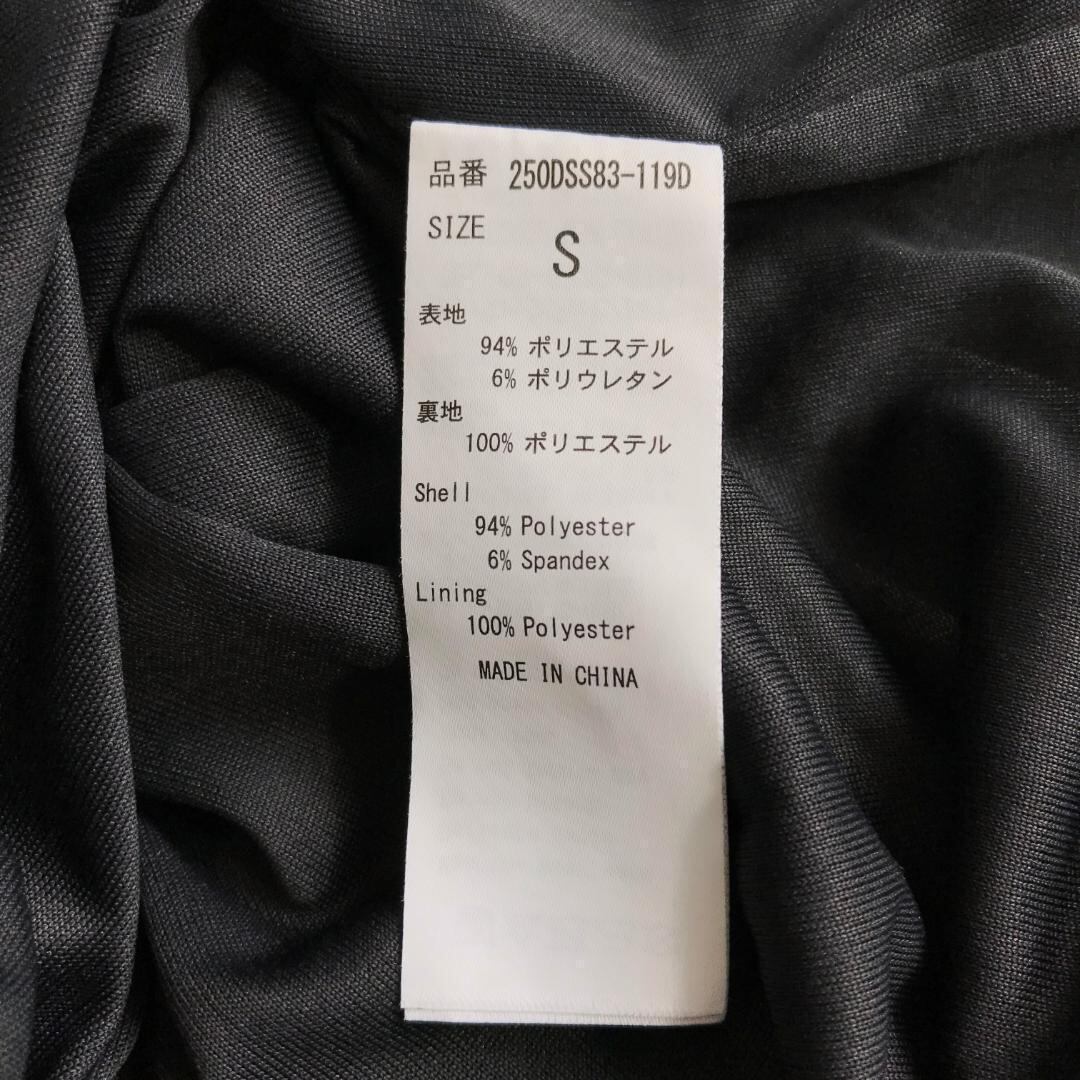 品番 250DSS83-119D
SIZE S
表地
94% ポリエステル
6% ポリウレタン
裏地
100% ポリエステル
Shell
94% Polyester
6% Spandex
Lining
100% Polyester
MADE IN CHINA